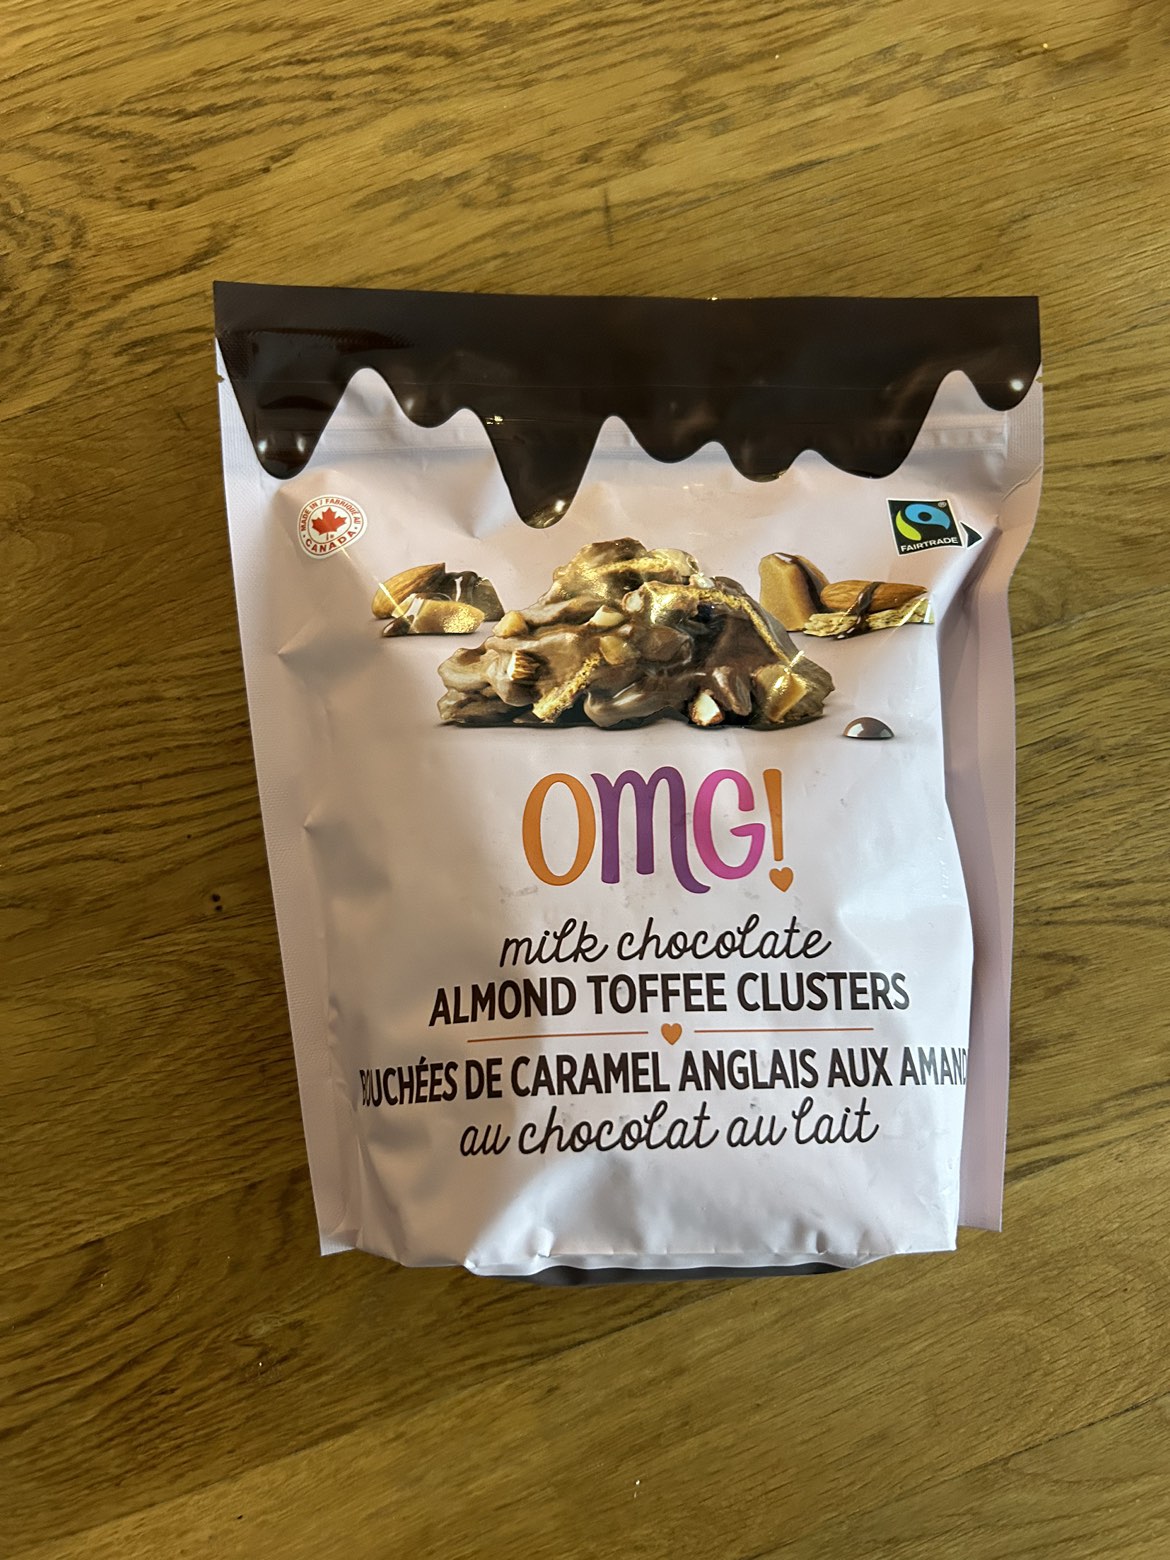 MADE IN / FABRIQUÉ AU
CANADA
FAIRTRADE
OMG!
milk chocolate
ALMOND TOFFEE CLUSTERS
BOUCHÉES DE CARAMEL ANGLAIS AUX AMAND
au chocolat au lait